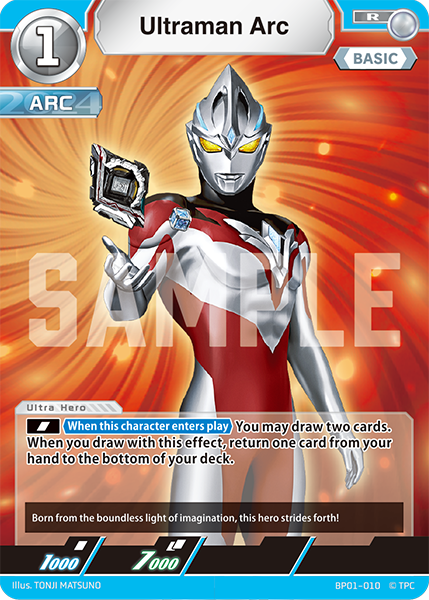 Ultraman Arc
1
R
BASIC
ARC
SAMPLE
Ultra Hero
When this character enters play You may draw two cards.
When you draw with this effect, return one card from your
hand to the bottom of your deck.
Born from the boundless light of imagination, this hero strides forth!
1000
7000
Illus. TONJI MATSUNO
BP01-010 © TPC